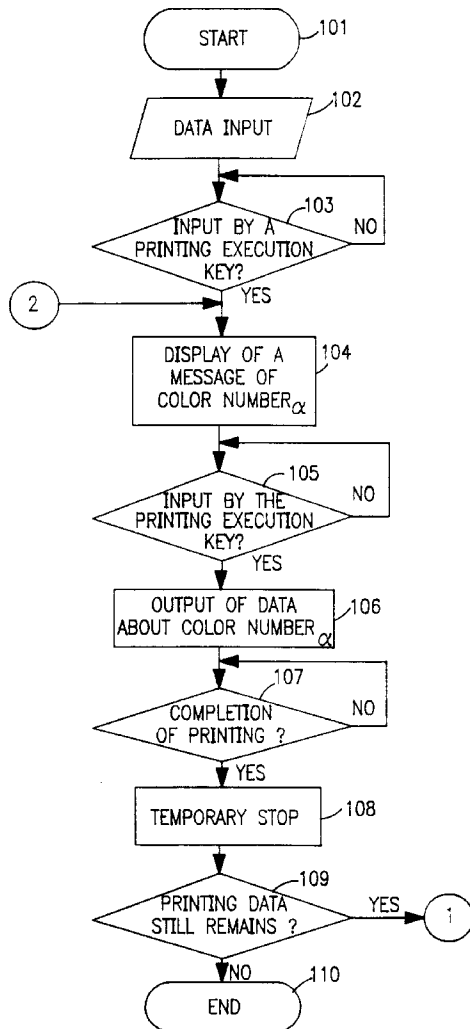 START
101
102
DATA INPUT
103
INPUT BY A
PRINTING EXECUTION
KEY?
NO
YES
2
104
DISPLAY OF A
MESSAGE OF
COLOR NUMBER α
105
INPUT BY THE
PRINTING EXECUTION
KEY?
NO
YES
106
OUTPUT OF DATA
ABOUT COLOR NUMBER α
107
COMPLETION
OF PRINTING ?
NO
YES
108
TEMPORARY STOP
109
PRINTING DATA
STILL REMAINS ?
YES
1
NO
110
END